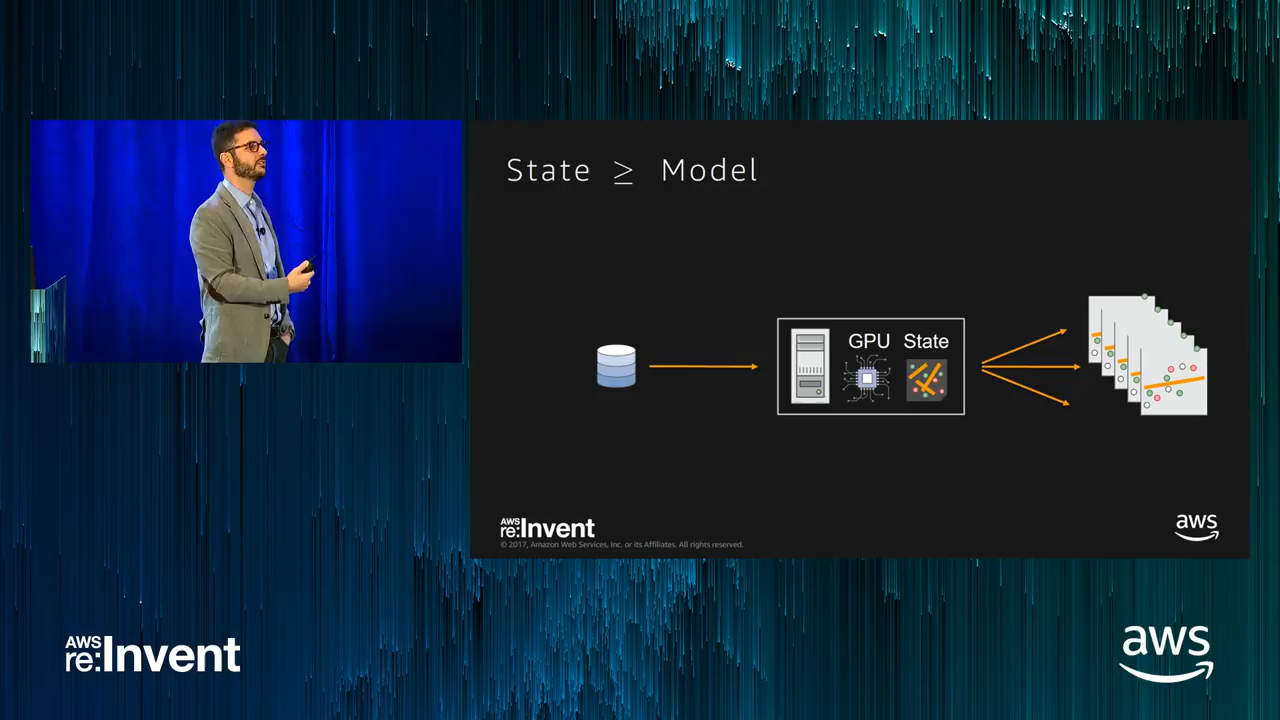 State ≥ Model
GPU State
AWS
re:Invent
© 2017, Amazon Web Services, Inc. or its Affiliates. All rights reserved.
aws
AWS
re:Invent
aws